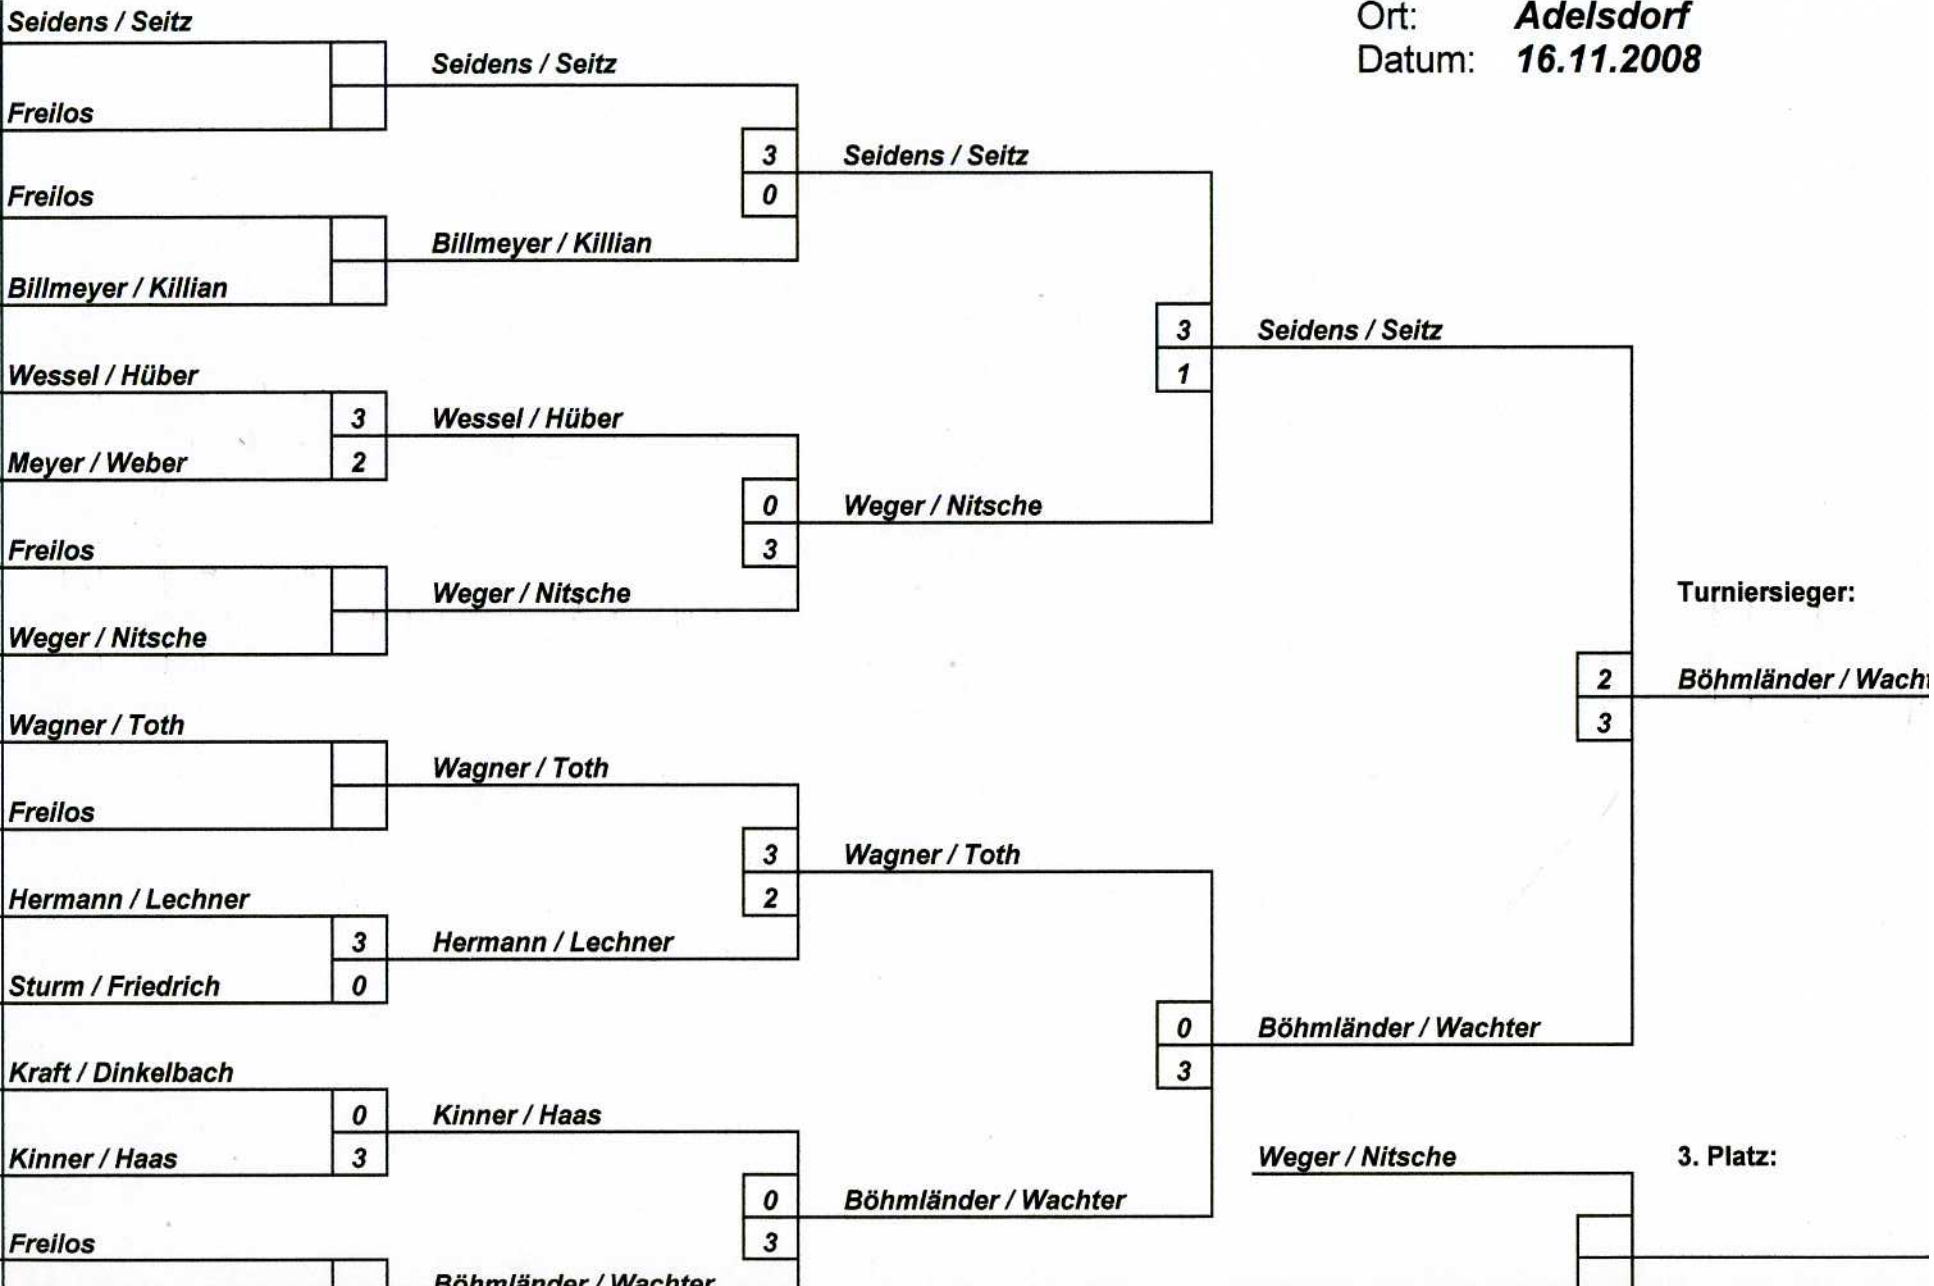 Seidens / Seitz
Freilos
Freilos
Billmeyer / Killian
Wessel / Hüber
3
Meyer / Weber
2
Freilos
Weger / Nitsche
Wagner / Toth
Freilos
Hermann / Lechner
3
Sturm / Friedrich
0
Kraft / Dinkelbach
0
Kinner / Haas
3
Freilos
Seidens / Seitz
3
0
Billmeyer / Killian
Wessel / Hüber
0
3
Weger / Nitsche
Wagner / Toth
3
2
Hermann / Lechner
Kinner / Haas
0
3
Böhmländer / Wachter
Seidens / Seitz
3
1
Weger / Nitsche
Wagner / Toth
0
3
Böhmländer / Wachter
Ort: Adelsdorf
Datum: 16.11.2008
Seidens / Seitz
2
3
Böhmländer / Wachter
Turniersieger:
Böhmländer / Wacht
Weger / Nitsche
3. Platz: